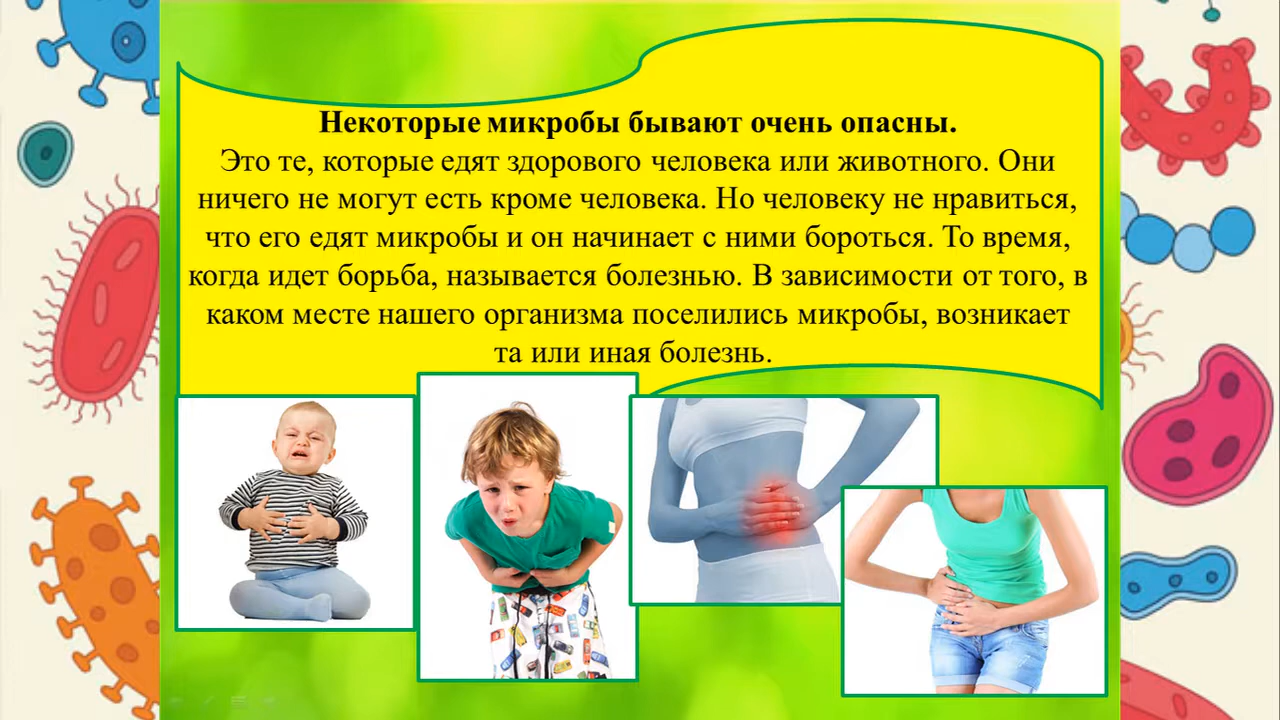 Некоторые микробы бывают очень опасны.
Это те, которые едят здорового человека или животного. Они
ничего не могут есть кроме человека. Но человеку не нравиться,
что его едят микробы и он начинает с ними бороться. То время,
когда идет борьба, называется болезнью. В зависимости от того, в
каком месте нашего организма поселились микробы, возникает
та или иная болезнь.